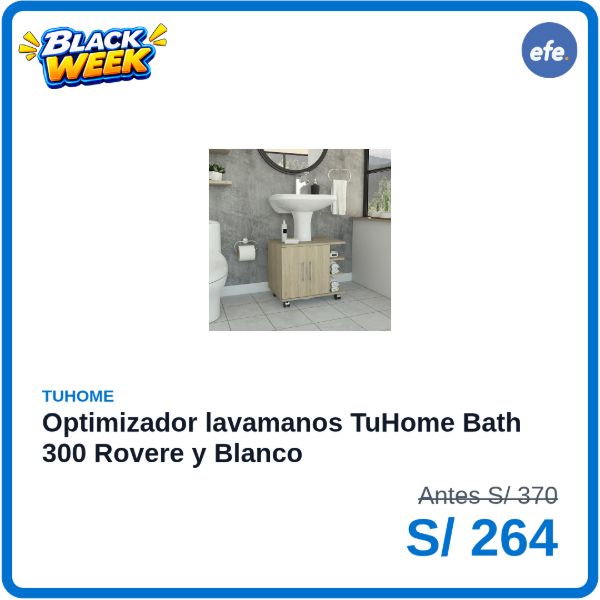 BLACK
WEEK
efe.
TUHOME
Optimizador lavamanos TuHome Bath
300 Rovere y Blanco
Antes S/ 370
S/ 264